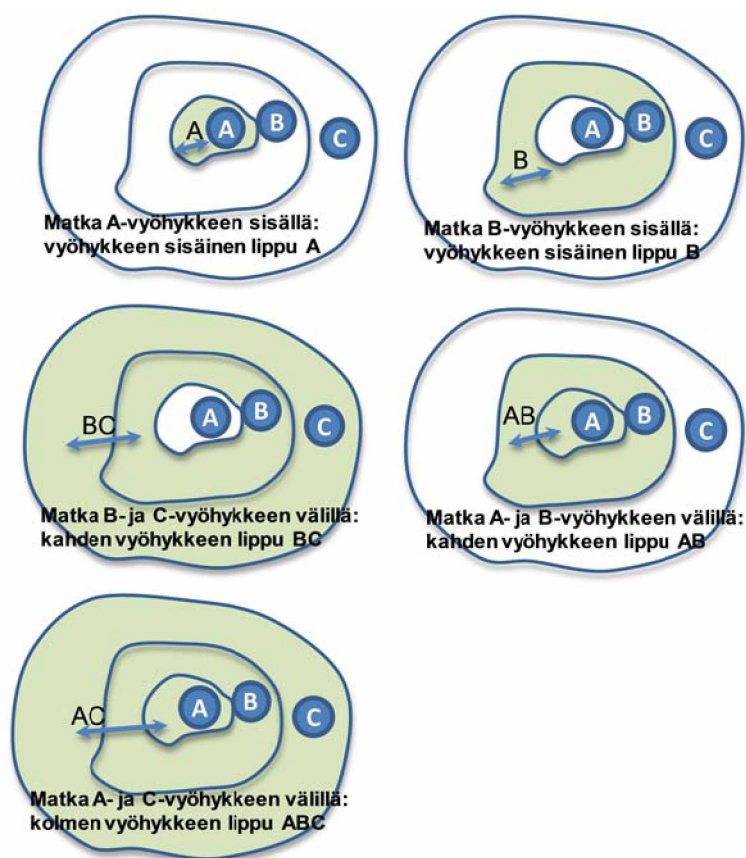 A
A
B
C
Matka A-vyöhykkeen sisällä:
vyöhykkeen sisäinen lippu A
B
A
B
C
Matka B-vyöhykkeen sisällä:
vyöhykkeen sisäinen lippu B
BC
A
B
C
Matka B- ja C-vyöhykkeen välillä:
kahden vyöhykkeen lippu BC
AB
A
B
C
Matka A- ja B-vyöhykkeen välillä:
kahden vyöhykkeen lippu AB
AC
A
B
C
Matka A- ja C-vyöhykkeen välillä:
kolmen vyöhykkeen lippu ABC